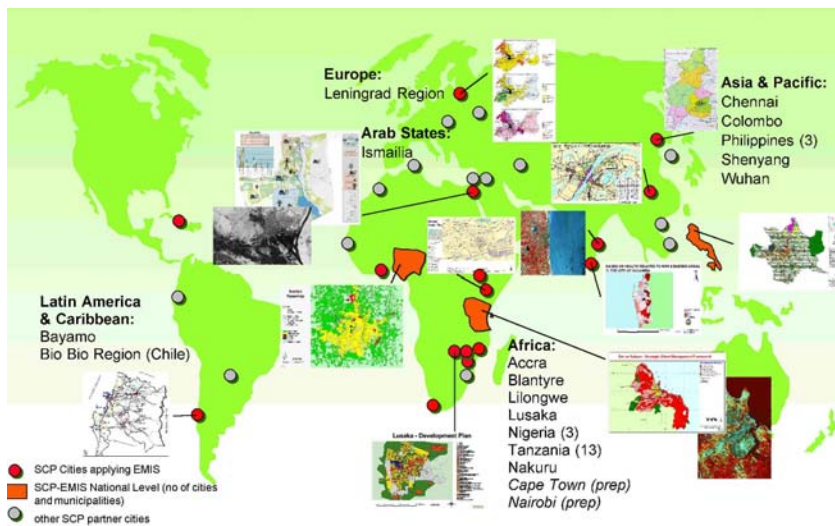 Europe:
Leningrad Region
Arab States:
Ismailia
Asia & Pacific:
Chennai
Colombo
Philippines (3)
Shenyang
Wuhan
Latin America
& Caribbean:
Bayamo
Bio Bio Region (Chile)
Africa:
Accra
Blantyre
Lilongwe
Lusaka
Nigeria (3)
Tanzania (13)
Nakuru
Cape Town (prep)
Nairobi (prep)
Lusaka - Development Plan
SCP Cities applying EMIS
SCP-EMIS National Level (no of cities
and municipalities)
other SCP partner cities